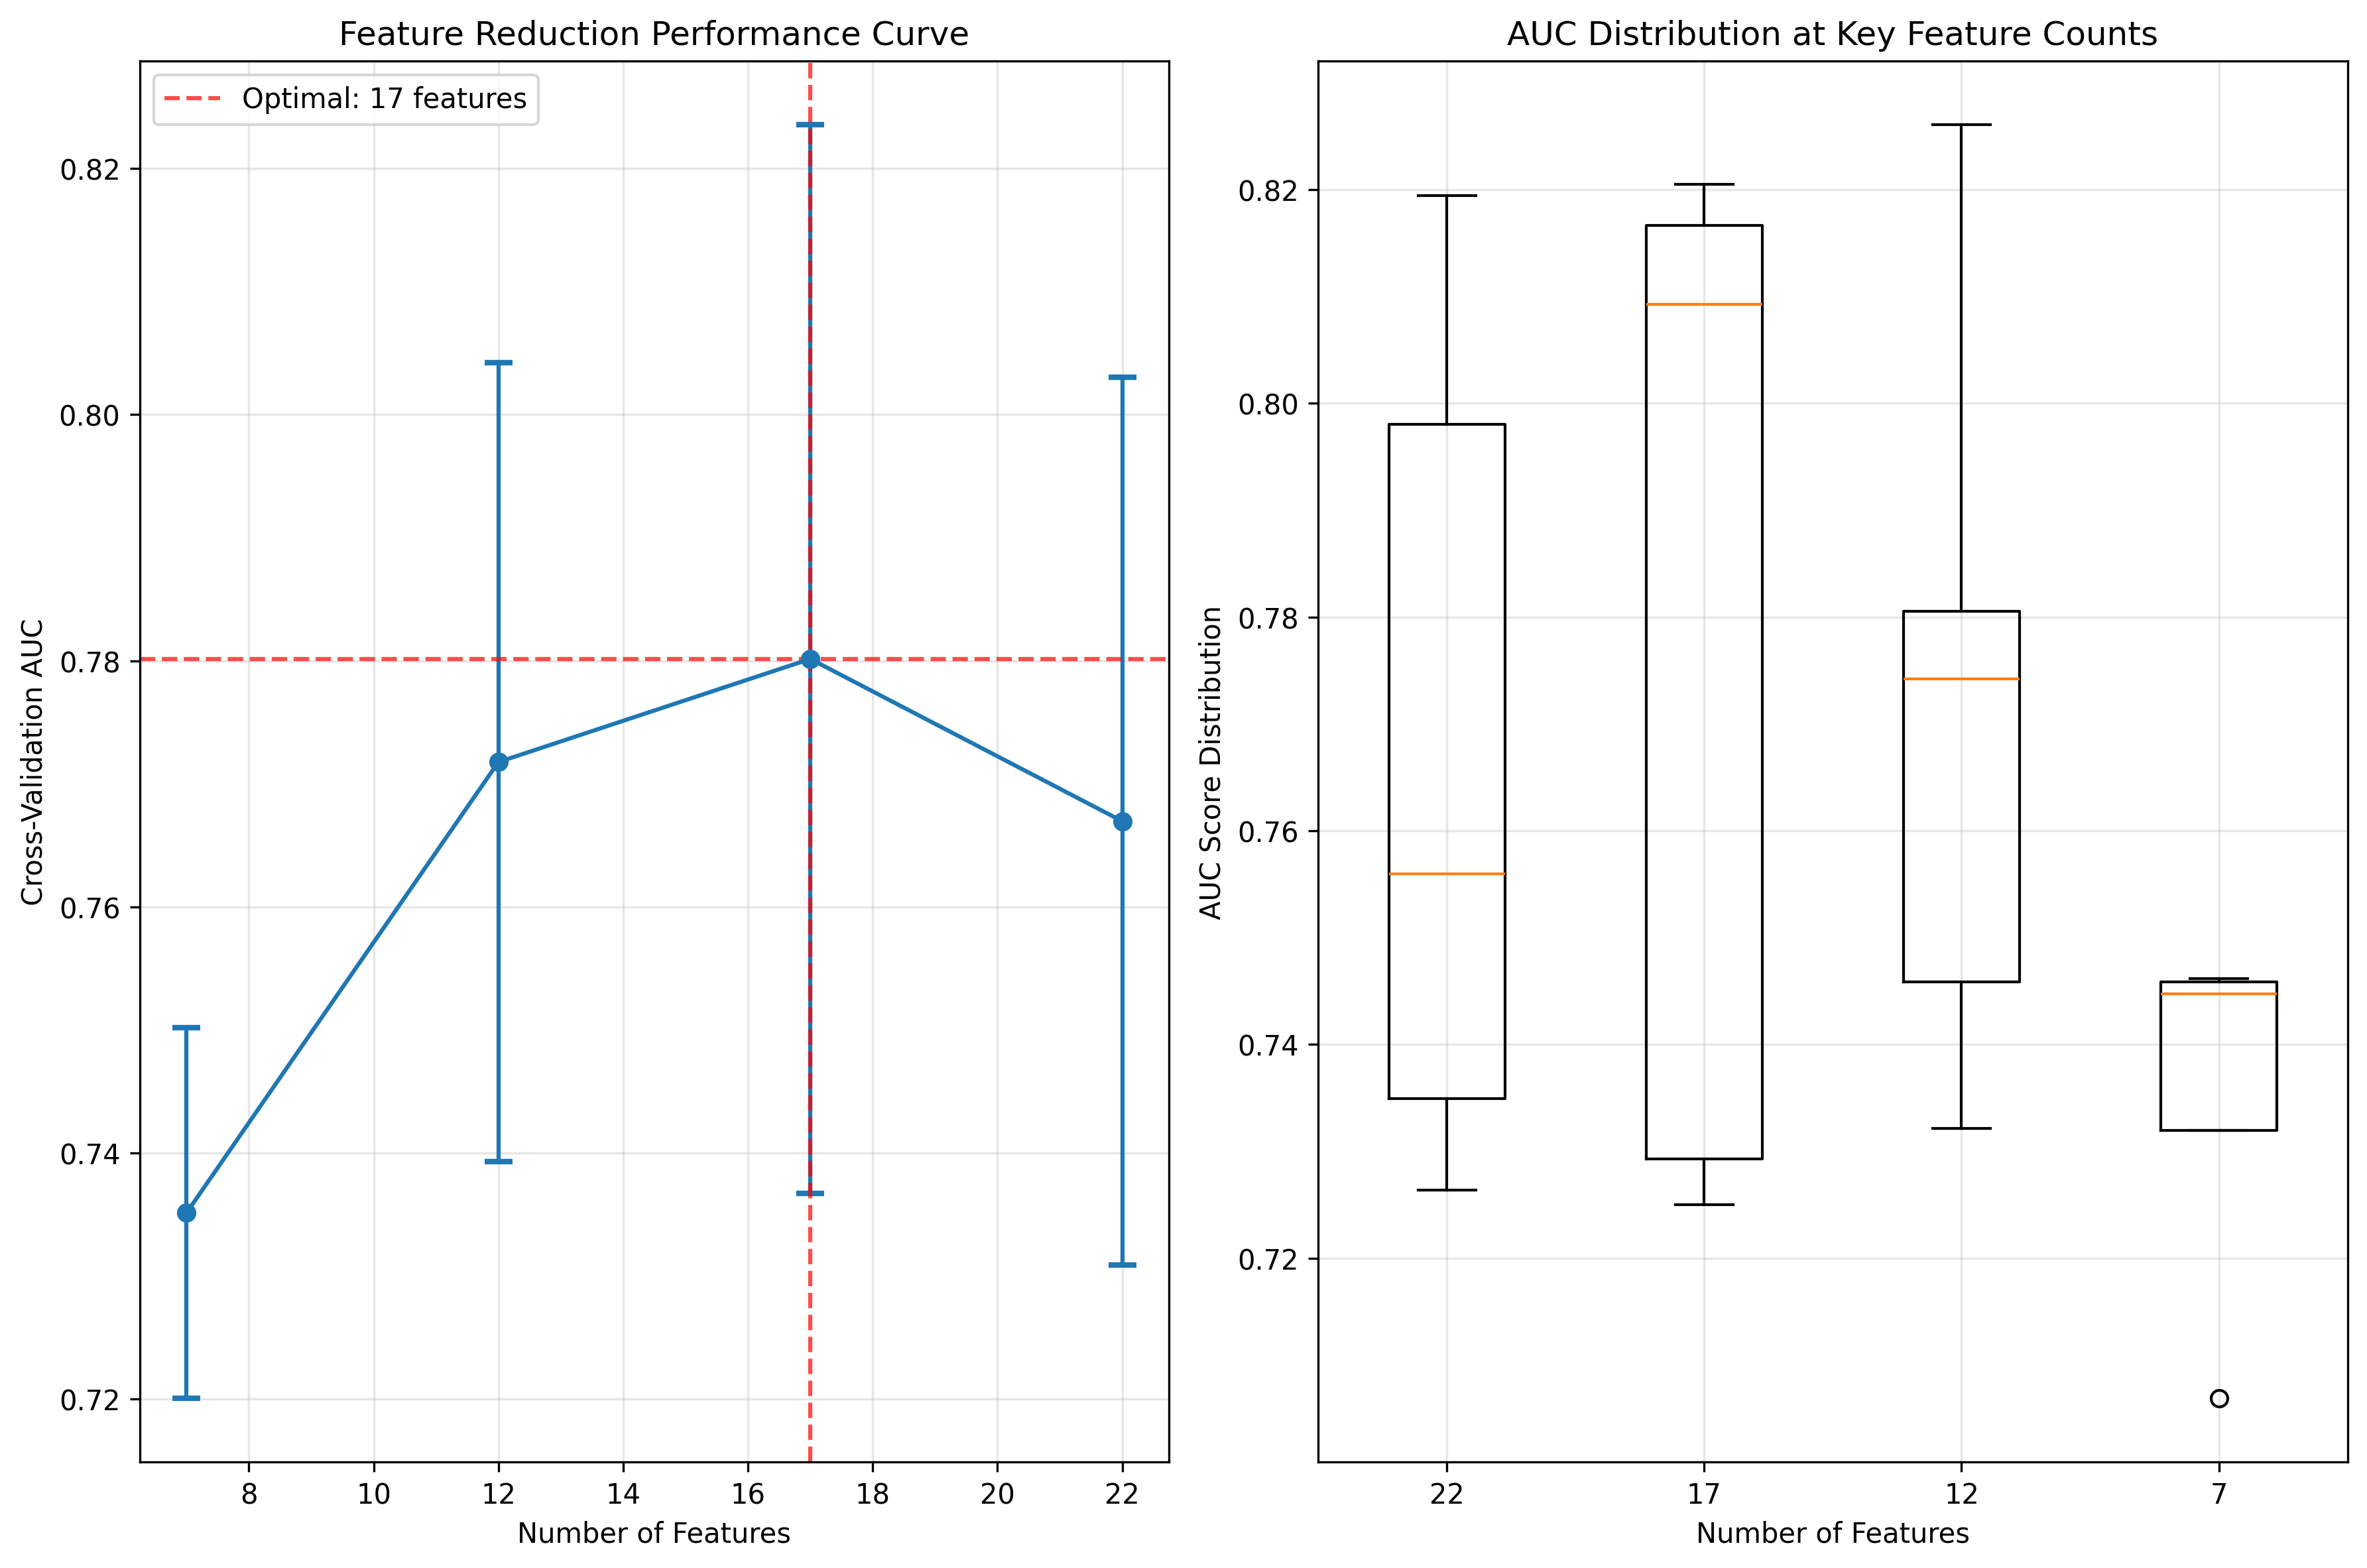 Feature Reduction Performance Curve
Optimal: 17 features
Cross-Validation AUC
0.82
0.80
0.78
0.76
0.74
0.72
8 10 12 14 16 18 20 22
Number of Features
AUC Distribution at Key Feature Counts
AUC Score Distribution
0.82
0.80
0.78
0.76
0.74
0.72
22 17 12 7
Number of Features